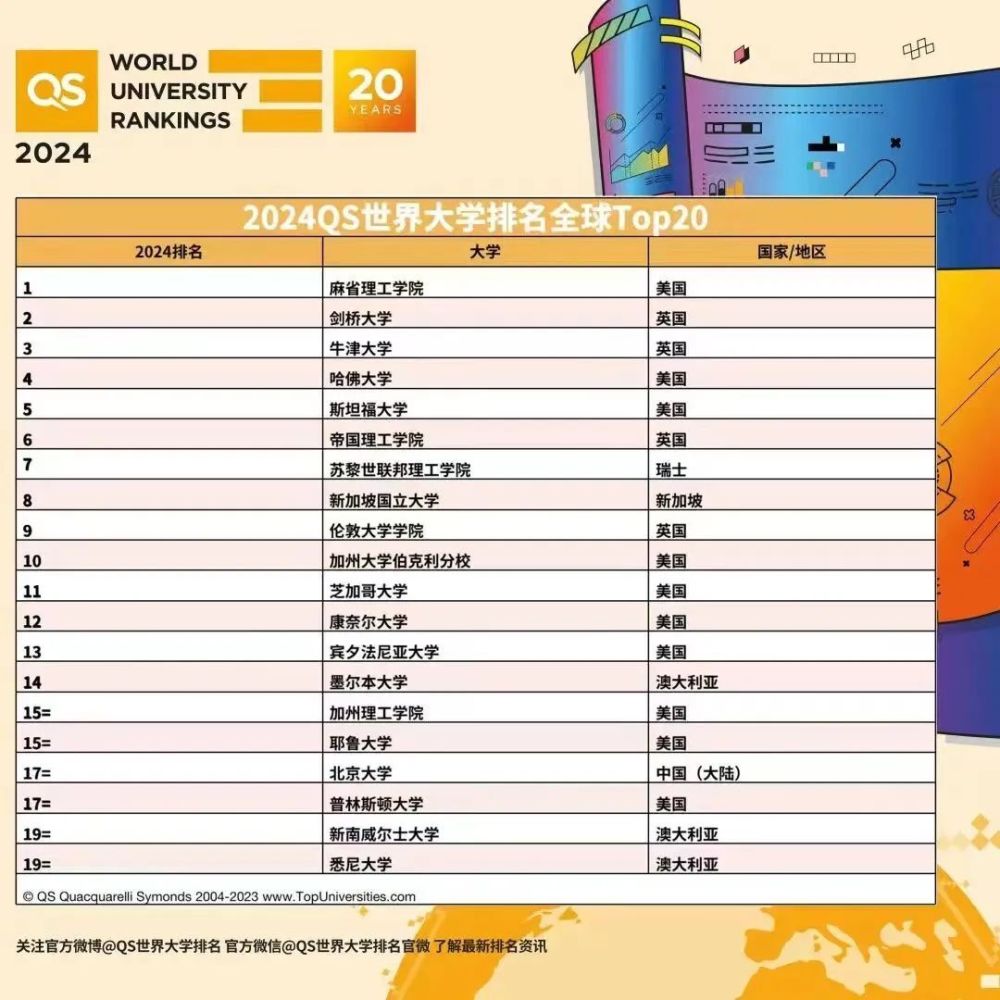 QS
WORLD
UNIVERSITY
RANKINGS
20
YEARS
2024
2024QS世界大学排名全球Top20
2024排名 大学 国家/地区
1 麻省理工学院 美国
2 剑桥大学 英国
3 牛津大学 英国
4 哈佛大学 美国
5 斯坦福大学 美国
6 帝国理工学院 英国
7 苏黎世联邦理工学院 瑞士
8 新加坡国立大学 新加坡
9 伦敦大学学院 英国
10 加州大学伯克利分校 美国
11 芝加哥大学 美国
12 康奈尔大学 美国
13 宾夕法尼亚大学 美国
14 墨尔本大学 澳大利亚
15= 加州理工学院 美国
15= 耶鲁大学 美国
17= 北京大学 中国（大陆）
17= 普林斯顿大学 美国
19= 新南威尔士大学 澳大利亚
19= 悉尼大学 澳大利亚
© QS Quacquarelli Symonds 2004-2023 www.TopUniversities.com
关注官方微博@QS世界大学排名 官方微信@QS世界大学排名官微 了解最新排名资讯